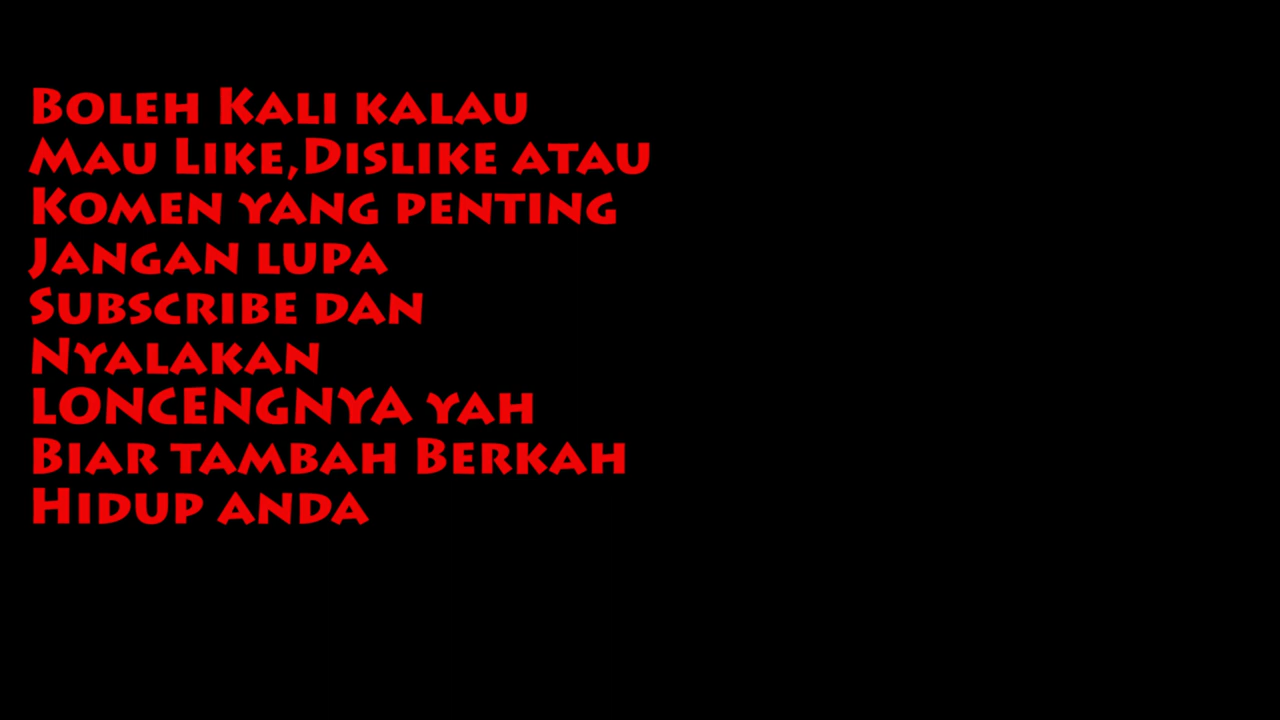 Boleh Kali kalau
Mau Like,Dislike atau
Komen yang penting
Jangan lupa
Subscribe dan
Nyalakan
LONCENGNYA yah
Biar tambah Berkah
Hidup anda